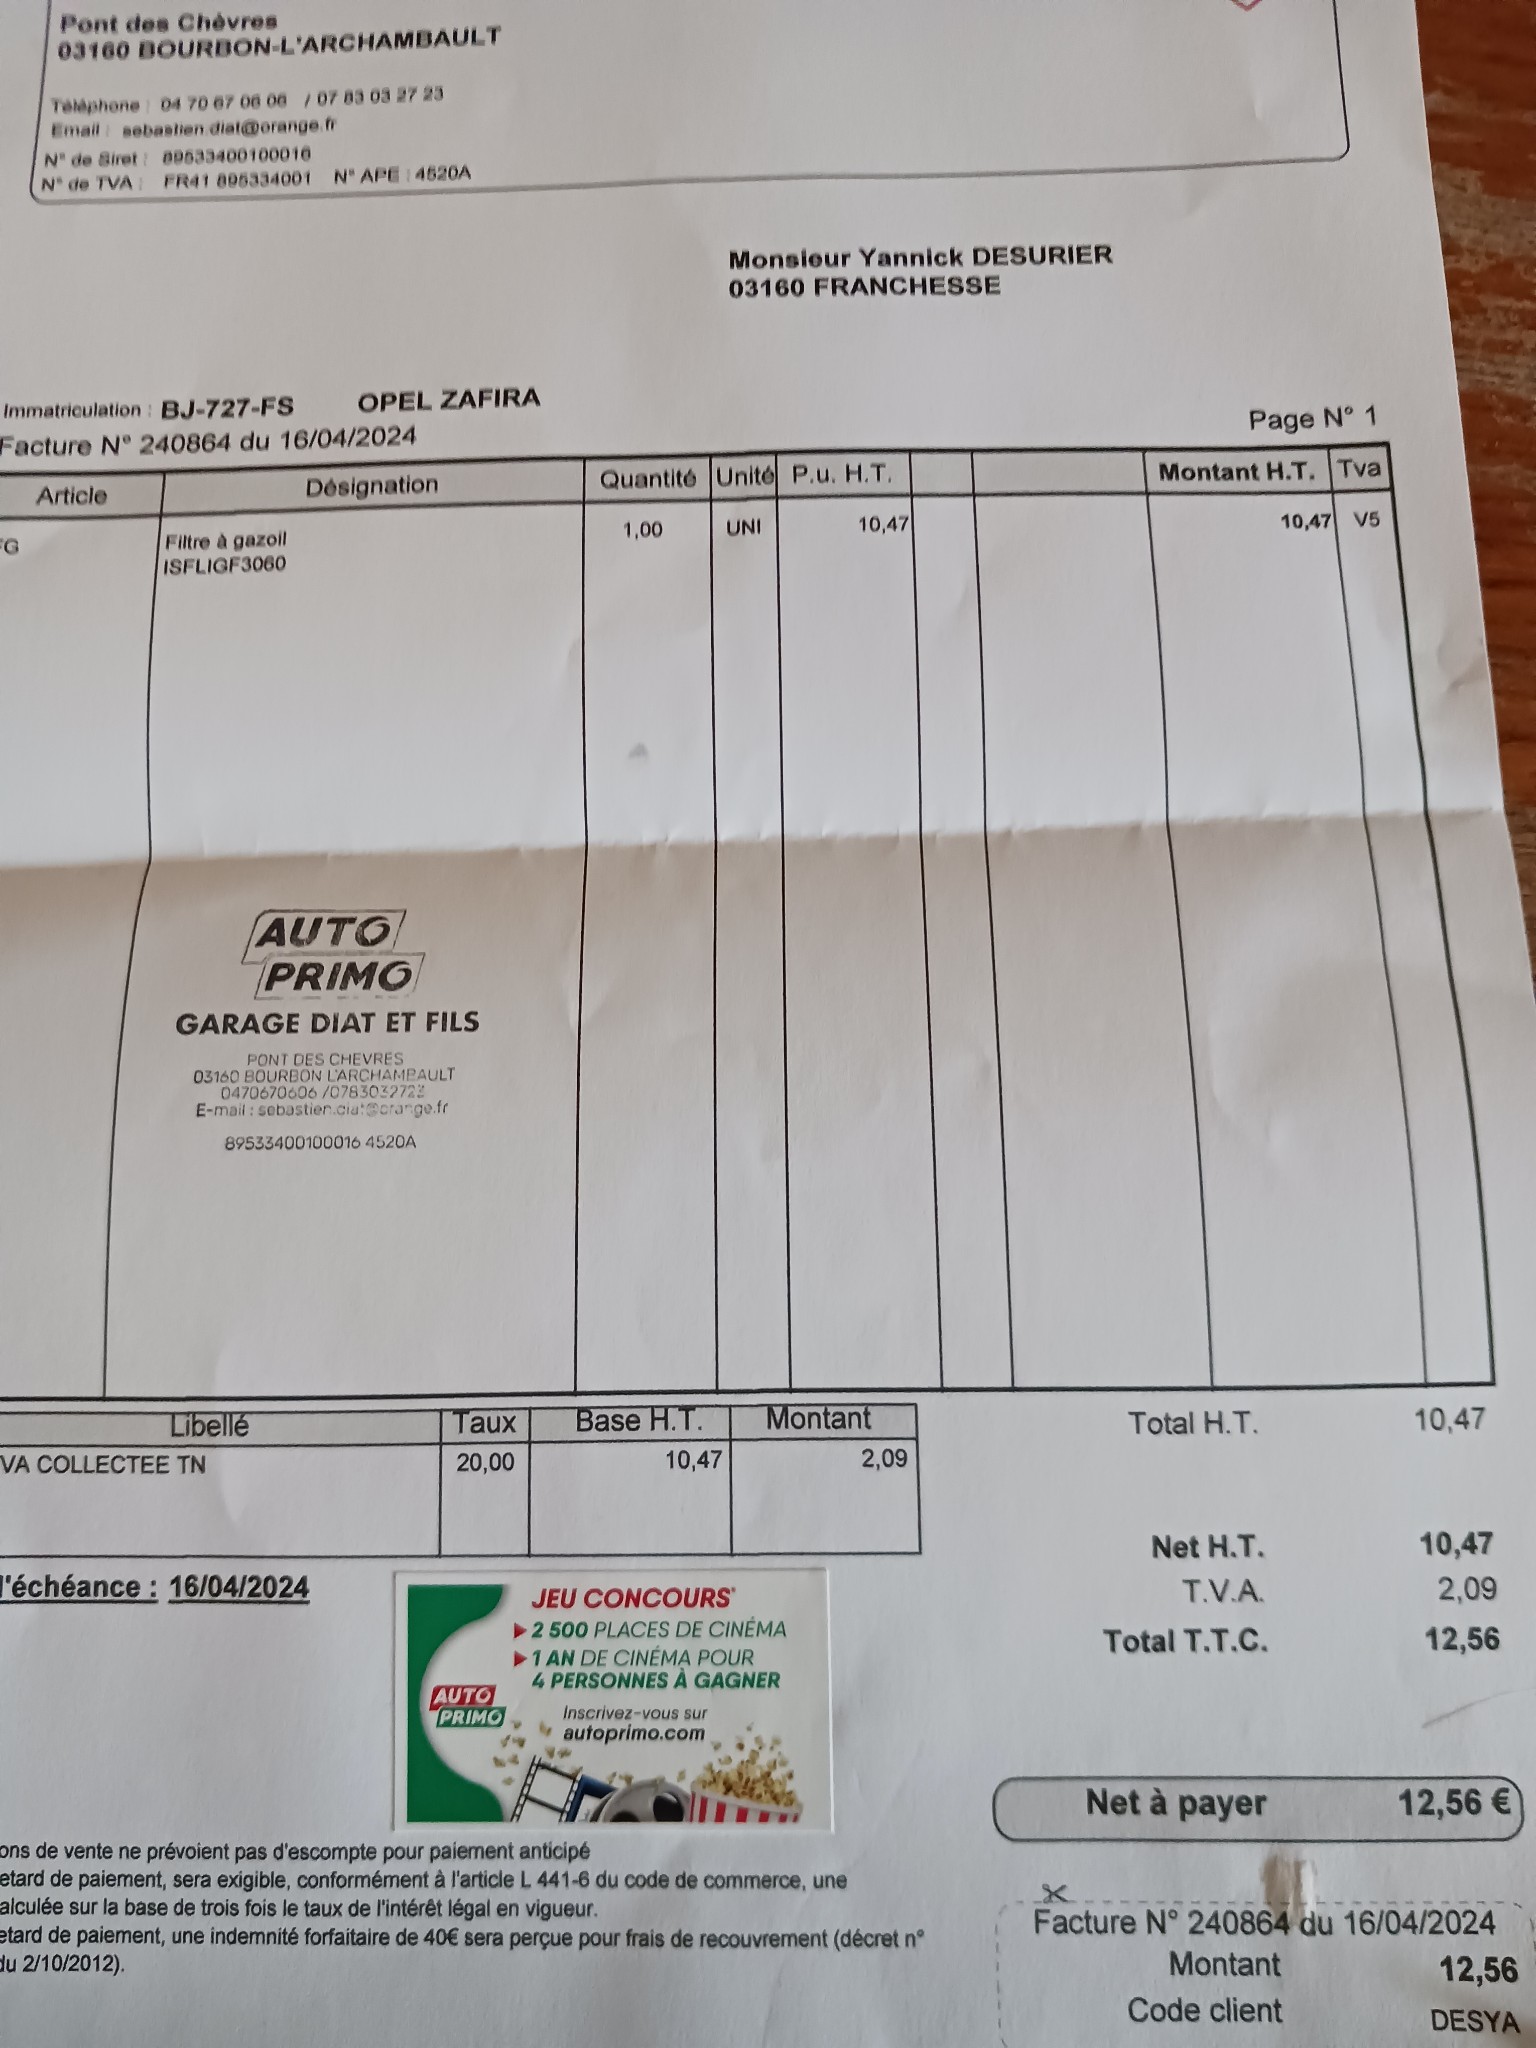 Pont des Chèvres
03160 BOURBON-L'ARCHAMBAULT
Téléphone : 04 70 67 06 06 / 07 83 03 27 23
Email : sebastien.diat@orange.fr
N° de Siret : 89533400100016
N° de TVA : FR41 895334001 N° APE : 4520A
Monsieur Yannick DESURIER
03160 FRANCHESSE
Immatriculation : BJ-727-FS OPEL ZAFIRA
Facture N° 240864 du 16/04/2024
Page N° 1
Article Désignation Quantité Unité P.u. H.T. Montant H.T. Tva
FG Filtre à gazoil 1,00 UNI 10,47 10,47 V5
ISFLIGF3060
AUTO
PRIMO
GARAGE DIAT ET FILS
PONT DES CHEVRES
03160 BOURBON L'ARCHAMBAULT
0470670606 /0783032723
E-mail : sebastien.diat@orange.fr
89533400100016 4520A
Libellé Taux Base H.T. Montant
VA COLLECTEE TN 20,00 10,47 2,09
Total H.T. 10,47
Net H.T. 10,47
T.V.A. 2,09
Total T.T.C. 12,56
l'échéance : 16/04/2024
JEU CONCOURS*
2 500 PLACES DE CINÉMA
1 AN DE CINÉMA POUR
4 PERSONNES À GAGNER
AUTO
PRIMO
Inscrivez-vous sur
autoprimo.com
Net à payer 12,56 €
ons de vente ne prévoient pas d'escompte pour paiement anticipé
etard de paiement, sera exigible, conformément à l'article L 441-6 du code de commerce, une
alculée sur la base de trois fois le taux de l'intérêt légal en vigueur.
etard de paiement, une indemnité forfaitaire de 40€ sera perçue pour frais de recouvrement (décret n°
du 2/10/2012).
Facture N° 240864 du 16/04/2024
Montant 12,56
Code client DESYA